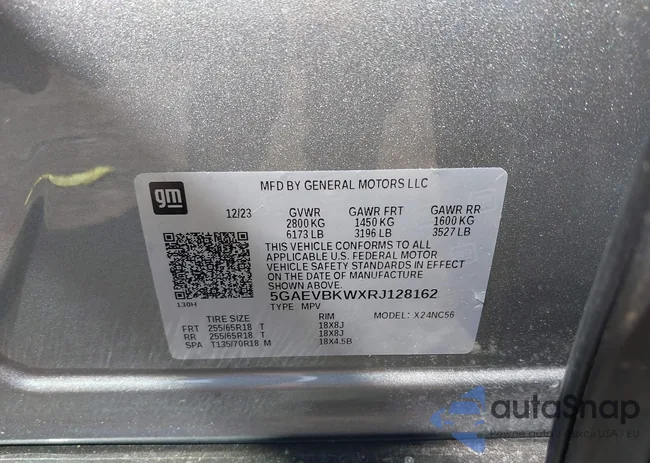 gm
MFD BY GENERAL MOTORS LLC
12/23 GVWR GAWR FRT GAWR RR
2800 KG 1450 KG 1600 KG
6173 LB 3196 LB 3527 LB
THIS VEHICLE CONFORMS TO ALL
APPLICABLE U.S. FEDERAL MOTOR
VEHICLE SAFETY STANDARDS IN EFFECT
ON THE DATE OF MANUFACTURE
SHOWN ABOVE.
130H
5GAEVBKWXRJ128162
TYPE: MPV MODEL: X24NC56
TIRE SIZE RIM
FRT 255/65R18 T 18X8J
RR 255/65R18 T 18X8J
SPA T135/70R18 M 18X4.5B
autoSnap
USA - EU